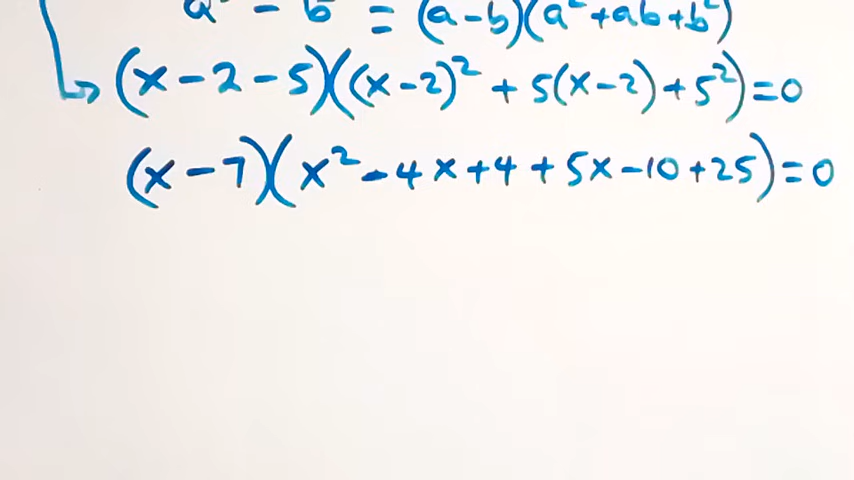 a³ - b³ = (a-b)(a²+ab+b²)
(x-2-5)((x-2)²+5(x-2)+5²)=0
(x-7)(x²-4x+4+5x-10+25)=0